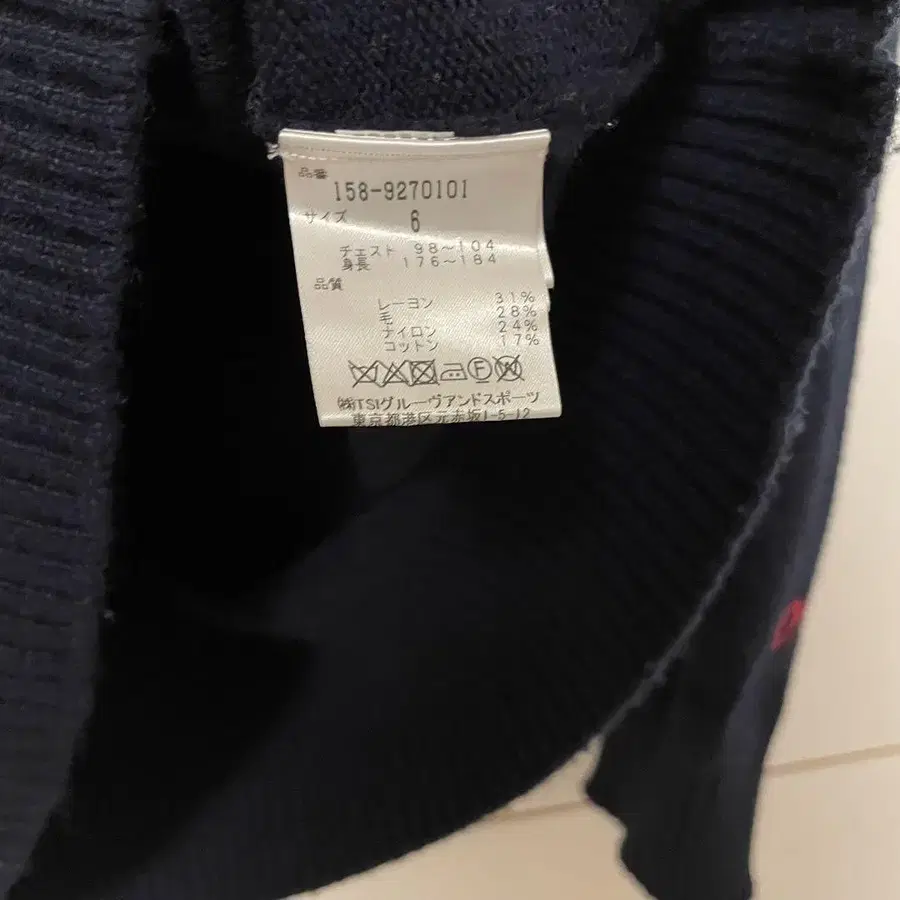 品番
158-9270101
サイズ 6
チェスト 98~104
身長 176~184
品質
レーヨン 31%
毛 28%
ナイロン 24%
コットン 17%
F W
㈱TSIグルーヴアンドスポーツ
東京都港区元赤坂1-5-12